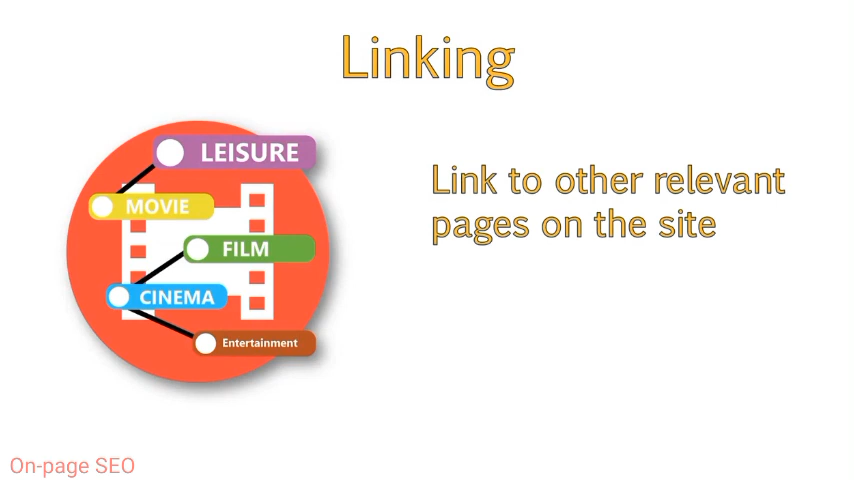 Linking
LEISURE
MOVIE
FILM
CINEMA
Entertainment
Link to other relevant
pages on the site
On-page SEO